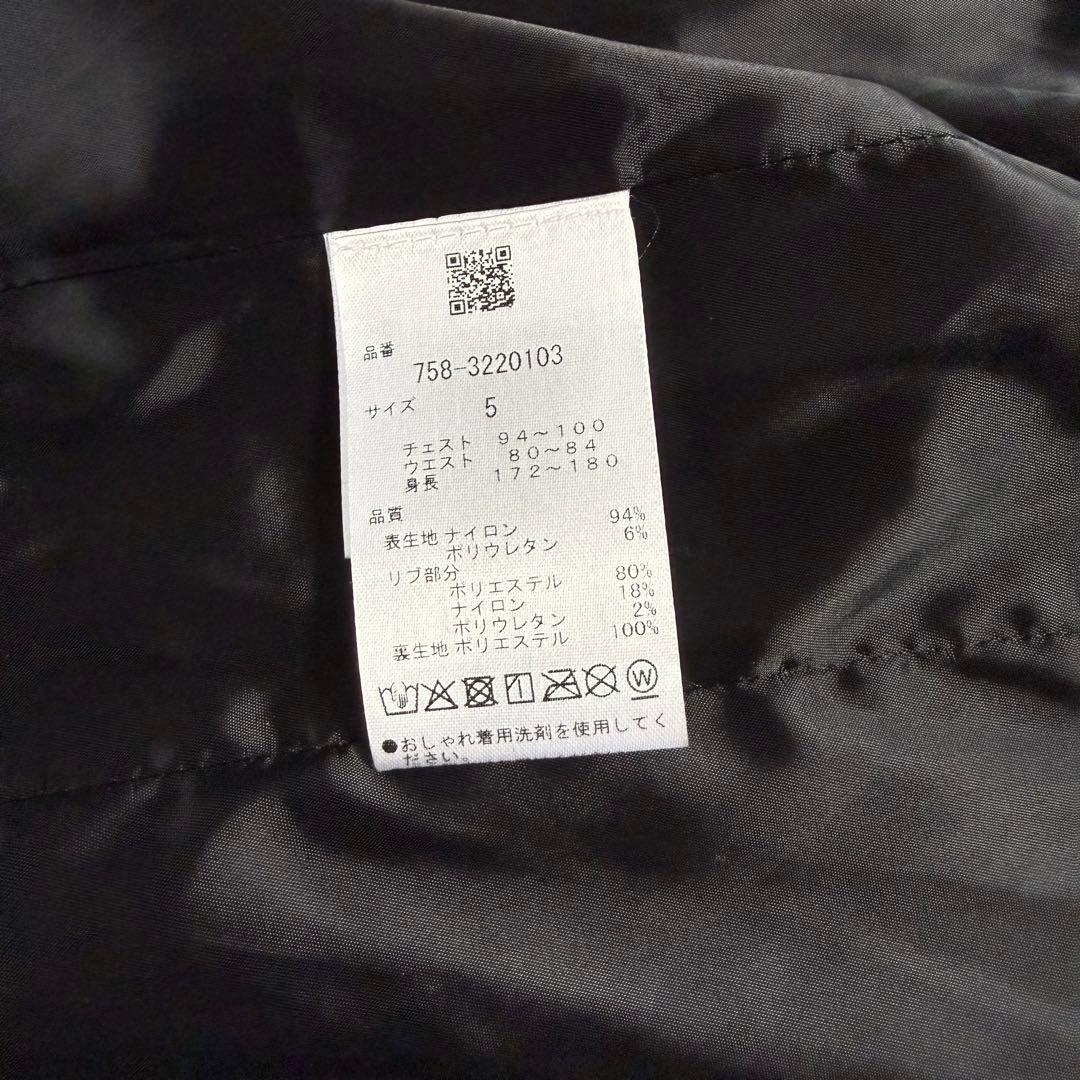 品番
758-3220103
サイズ 5
チェスト 94～100
ウエスト 80～84
身長 172～180
品質
表生地 ナイロン 94%
ポリウレタン 6%
リブ部分
ポリエステル 80%
ナイロン 18%
ポリウレタン 2%
裏生地 ポリエステル 100%
W
●おしゃれ着用洗剤を使用してく
ださい。